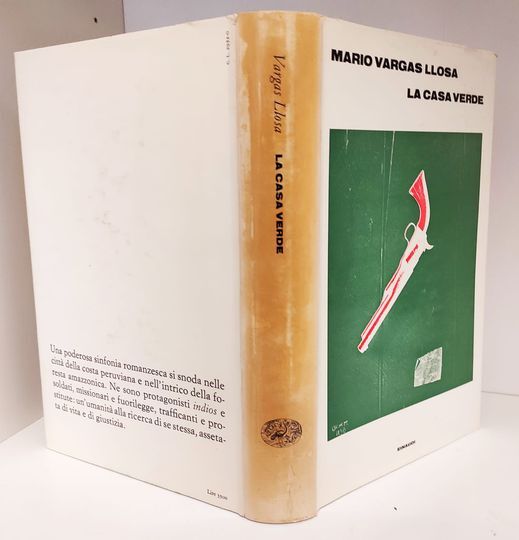 Una poderosa sinfonia romanzesca si snoda nelle
città della costa peruviana e nell'intrico della fo-
resta amazzonica. Ne sono protagonisti indios e
soldati, missionari e fuorilegge, trafficanti e pro-
stitute: un'umanità alla ricerca di se stessa, asseta-
ta di vita e di giustizia.
Lire 3500
Vargas Llosa
LA CASA VERDE
MARIO VARGAS LLOSA
LA CASA VERDE
EINAUDI